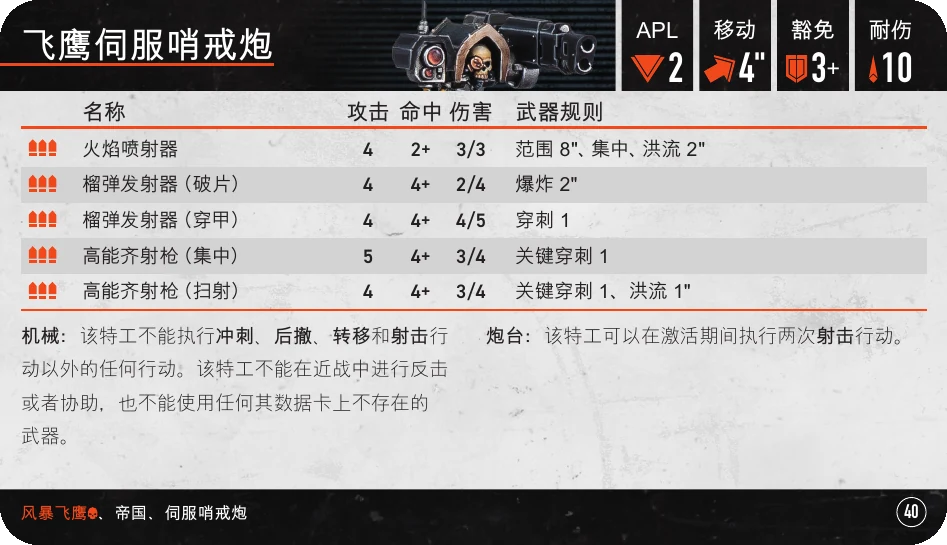 飞鹰伺服哨戒炮
APL 移动 豁免 耐伤
2 4" 3+ 10
名称 攻击 命中 伤害 武器规则
火焰喷射器 4 2+ 3/3 范围 8"、集中、洪流 2"
榴弹发射器（破片） 4 4+ 2/4 爆炸 2"
榴弹发射器（穿甲） 4 4+ 4/5 穿刺 1
高能齐射枪（集中） 5 4+ 3/4 关键穿刺 1
高能齐射枪（扫射） 4 4+ 3/4 关键穿刺 1、洪流 1"
机械：该特工不能执行冲刺、后撤、转移和射击行
动以外的任何行动。该特工不能在近战中进行反击
或者协助，也不能使用任何其数据卡上不存在的
武器。
炮台：该特工可以在激活期间执行两次射击行动。
风暴飞鹰、帝国、伺服哨戒炮
40